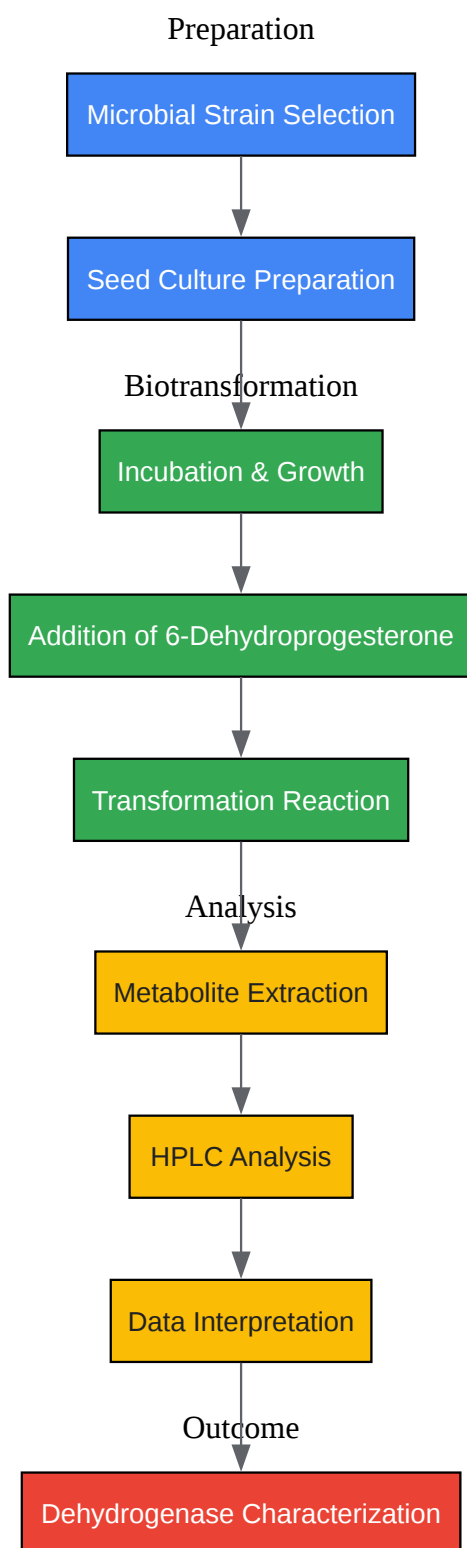 Preparation
Microbial Strain Selection
Seed Culture Preparation
Biotransformation
Incubation & Growth
Addition of 6-Dehydroprogesterone
Transformation Reaction
Analysis
Metabolite Extraction
HPLC Analysis
Data Interpretation
Outcome
Dehydrogenase Characterization